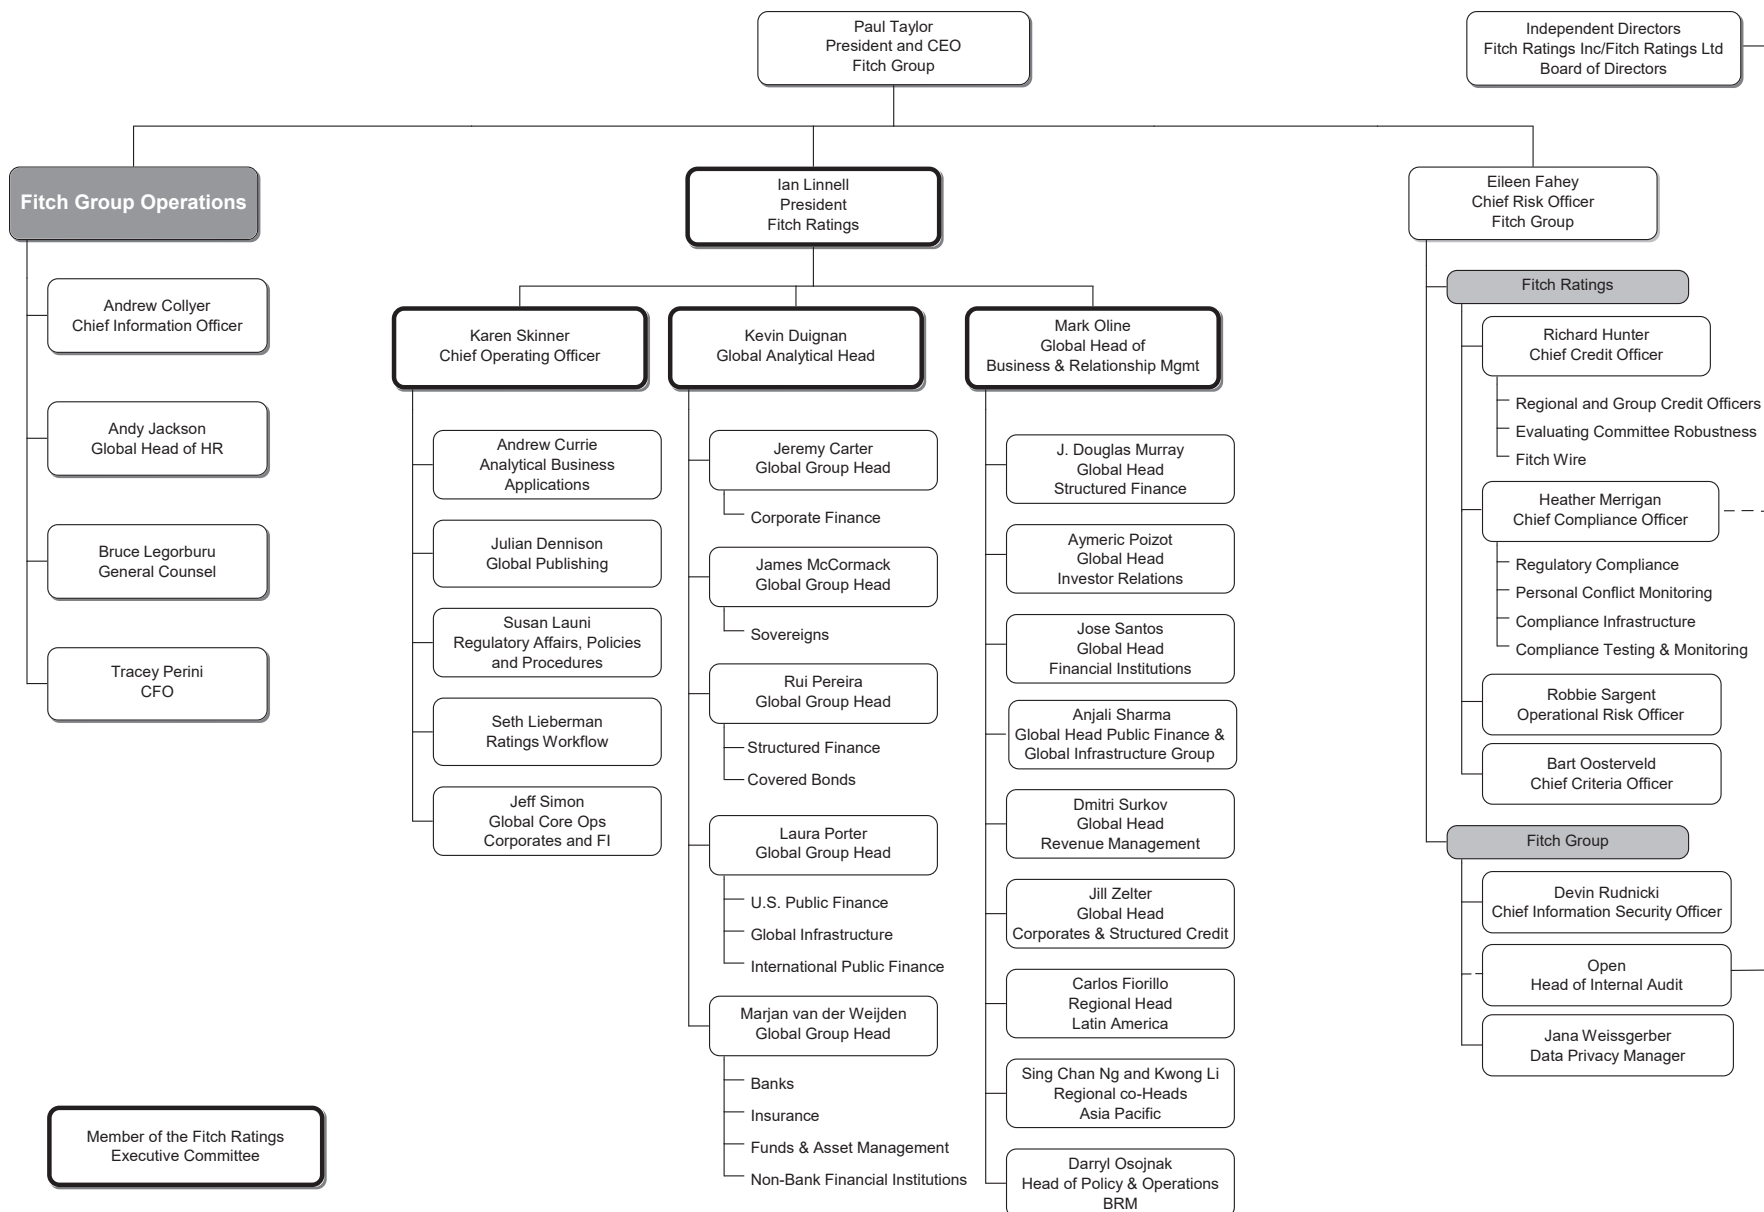 Paul Taylor
President and CEO
Fitch Group
Independent Directors
Fitch Ratings Inc/Fitch Ratings Ltd
Board of Directors
Fitch Group Operations
Andrew Collyer
Chief Information Officer
Andy Jackson
Global Head of HR
Bruce Legorburu
General Counsel
Tracey Perini
CFO
Ian Linnell
President
Fitch Ratings
Karen Skinner
Chief Operating Officer
Andrew Currie
Analytical Business
Applications
Julian Dennison
Global Publishing
Susan Launi
Regulatory Affairs, Policies
and Procedures
Seth Lieberman
Ratings Workflow
Jeff Simon
Global Core Ops
Corporates and FI
Kevin Duignan
Global Analytical Head
Jeremy Carter
Global Group Head
Corporate Finance
James McCormack
Global Group Head
Sovereigns
Rui Pereira
Global Group Head
Structured Finance
Covered Bonds
Laura Porter
Global Group Head
U.S. Public Finance
Global Infrastructure
International Public Finance
Marjan van der Weijden
Global Group Head
Banks
Insurance
Funds & Asset Management
Non-Bank Financial Institutions
Mark Oline
Global Head of
Business & Relationship Mgmt
J. Douglas Murray
Global Head
Structured Finance
Aymeric Poizot
Global Head
Investor Relations
Jose Santos
Global Head
Financial Institutions
Anjali Sharma
Global Head Public Finance &
Global Infrastructure Group
Dmitri Surkov
Global Head
Revenue Management
Jill Zelter
Global Head
Corporates & Structured Credit
Carlos Fiorillo
Regional Head
Latin America
Sing Chan Ng and Kwong Li
Regional co-Heads
Asia Pacific
Darryl Osojnak
Head of Policy & Operations
BRM
Eileen Fahey
Chief Risk Officer
Fitch Group
Fitch Ratings
Richard Hunter
Chief Credit Officer
Regional and Group Credit Officers
Evaluating Committee Robustness
Fitch Wire
Heather Merrigan
Chief Compliance Officer
Regulatory Compliance
Personal Conflict Monitoring
Compliance Infrastructure
Compliance Testing & Monitoring
Robbie Sargent
Operational Risk Officer
Bart Oosterveld
Chief Criteria Officer
Fitch Group
Devin Rudnicki
Chief Information Security Officer
Open
Head of Internal Audit
Jana Weissgerber
Data Privacy Manager
Member of the Fitch Ratings
Executive Committee